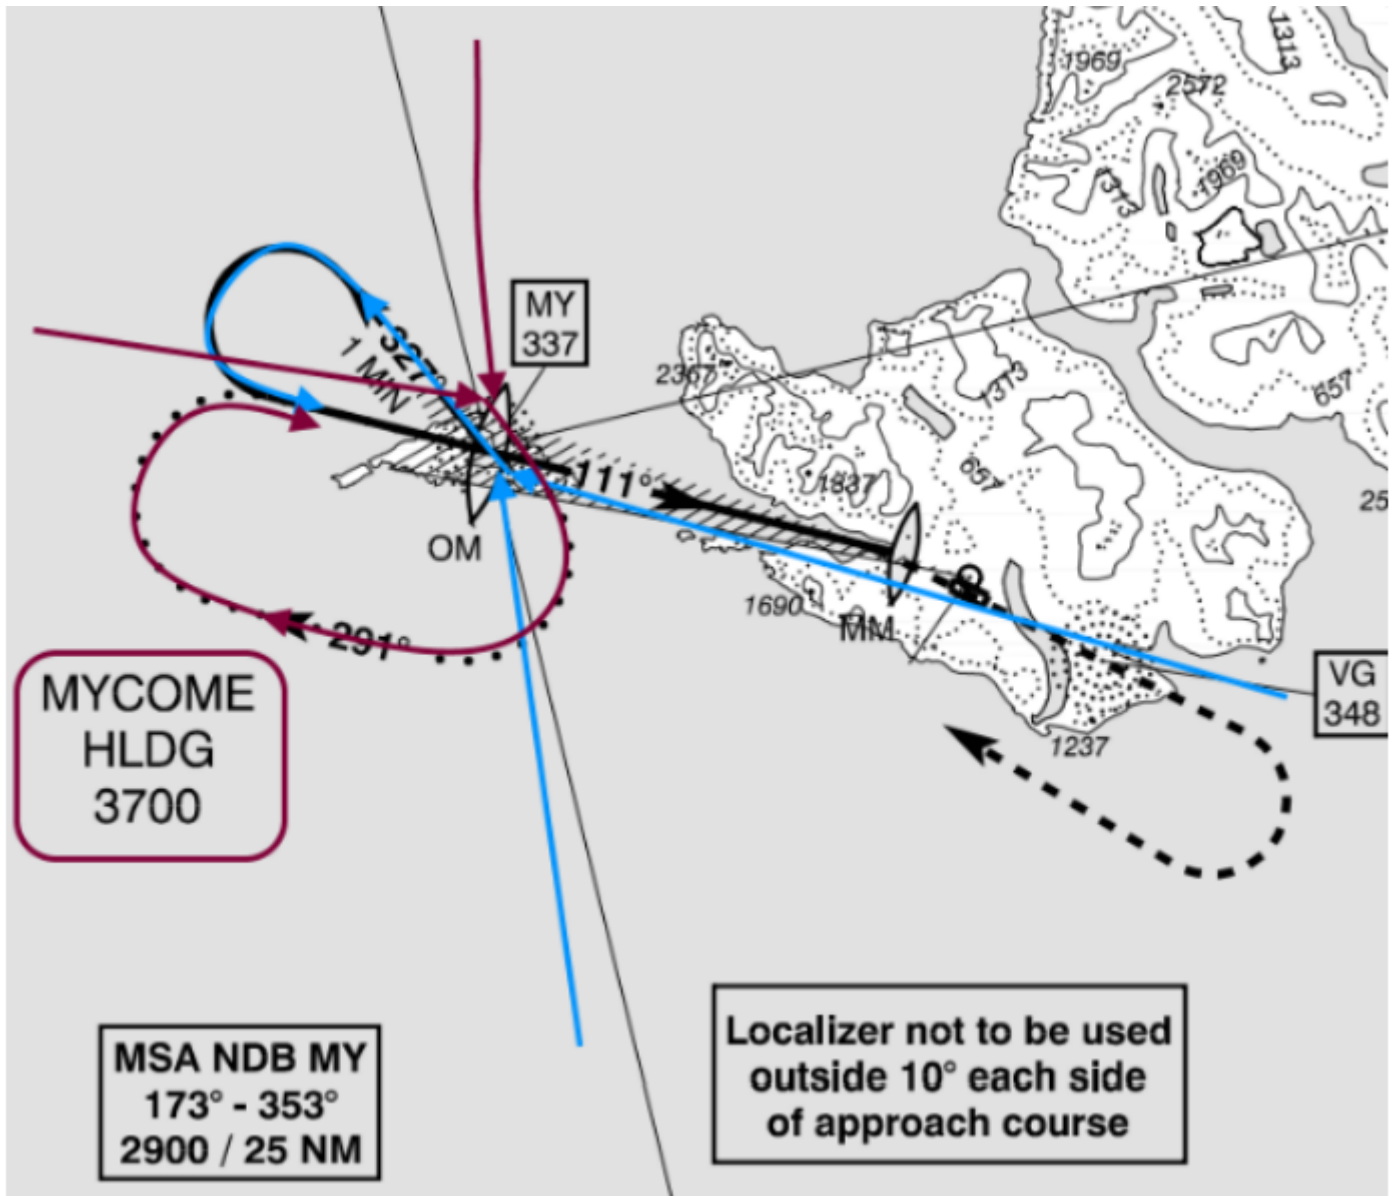 1969
1313
2572
1969
1313
MY
337
327°
1 MIN
2367
1313
657
657
1837
111°
25
OM
1690
MM
291°
MYCOME
HLDG
3700
VG
348
1237
MSA NDB MY
173° - 353°
2900 / 25 NM
Localizer not to be used
outside 10° each side
of approach course